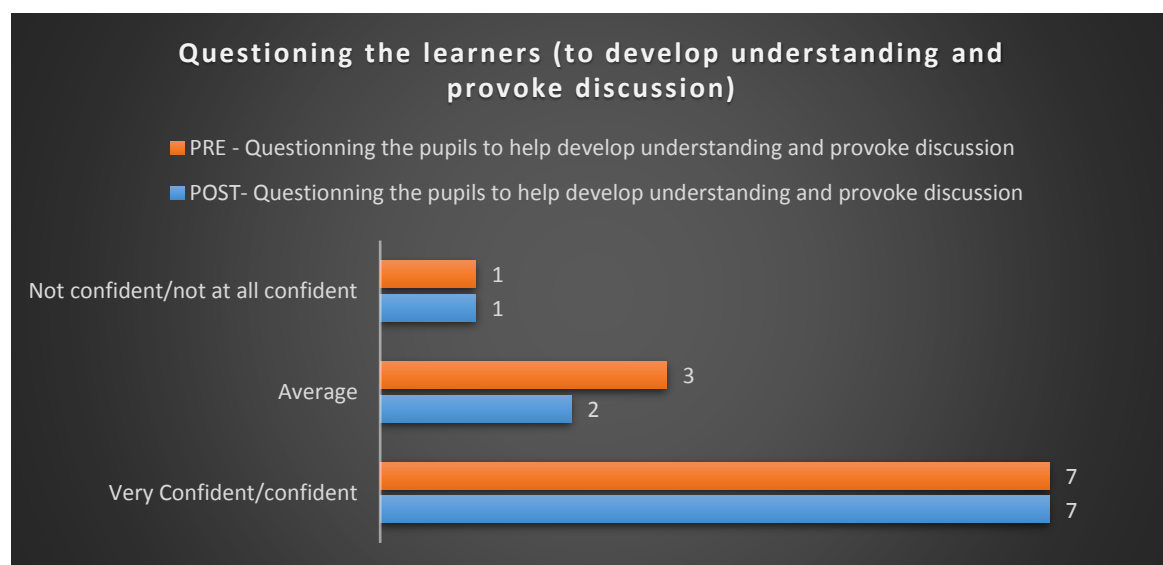 Questioning the learners (to develop understanding and
provoke discussion)
PRE - Questionning the pupils to help develop understanding and provoke discussion
POST- Questionning the pupils to help develop understanding and provoke discussion
Not confident/not at all confident
1
1
Average
3
2
Very Confident/confident
7
7